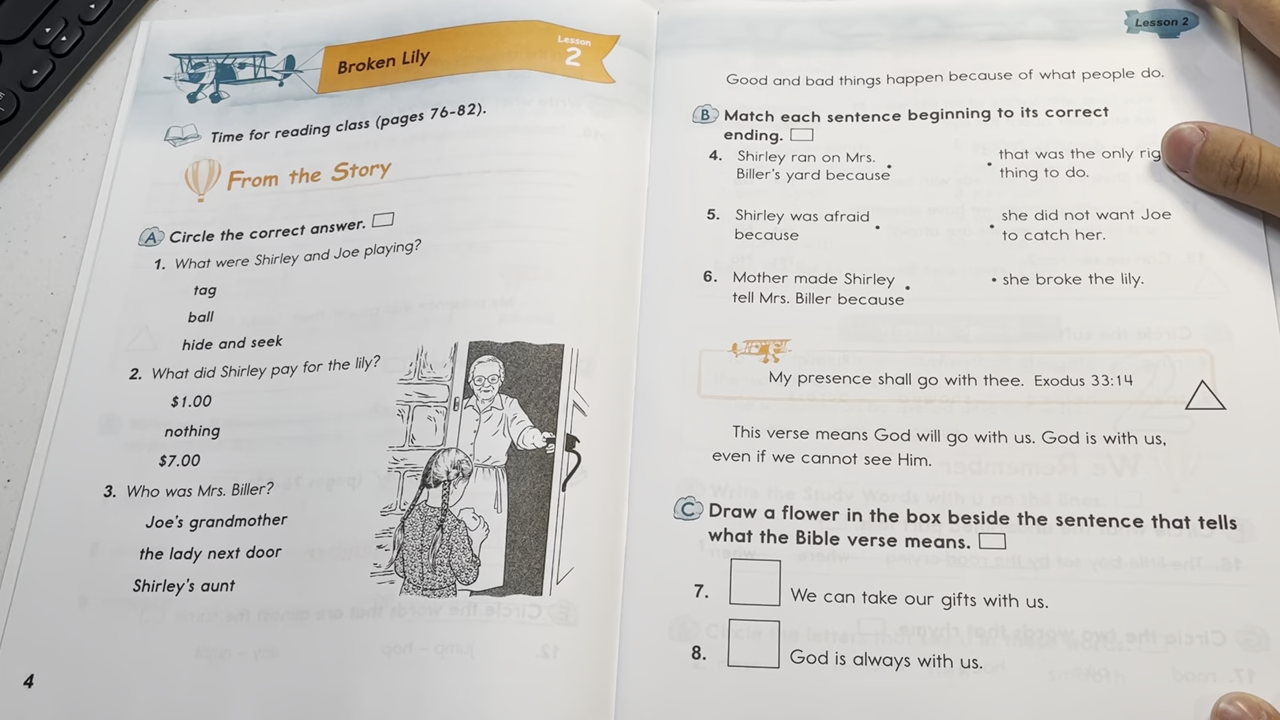 Broken Lily
Lesson
2
Time for reading class (pages 76-82).
From the Story
A Circle the correct answer.
1. What were Shirley and Joe playing?
tag
ball
hide and seek
2. What did Shirley pay for the lily?
$1.00
nothing
$7.00
3. Who was Mrs. Biller?
Joe's grandmother
the lady next door
Shirley's aunt
4
Lesson 2
Good and bad things happen because of what people do.
B Match each sentence beginning to its correct
ending.
4. Shirley ran on Mrs.
Biller's yard because
that was the only
thing to do.
5. Shirley was afraid
because
she did not want Joe
to catch her.
6. Mother made Shirley
tell Mrs. Biller because
she broke the lily.
My presence shall go with thee. Exodus 33:14
This verse means God will go with us. God is with us,
even if we cannot see Him.
C Draw a flower in the box beside the sentence that tells
what the Bible verse means.
7. We can take our gifts with us.
8. God is always with us.